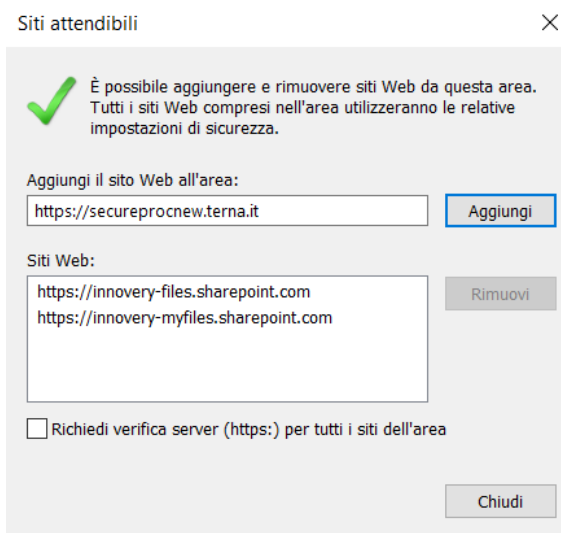 Siti attendibili
È possibile aggiungere e rimuovere siti Web da questa area.
Tutti i siti Web compresi nell'area utilizzeranno le relative
impostazioni di sicurezza.
Aggiungi il sito Web all'area:
https://secureprocnew.terna.it
Aggiungi
Siti Web:
https://innovery-files.sharepoint.com
https://innovery-myfiles.sharepoint.com
Rimuovi
Richiedi verifica server (https:) per tutti i siti dell'area
Chiudi